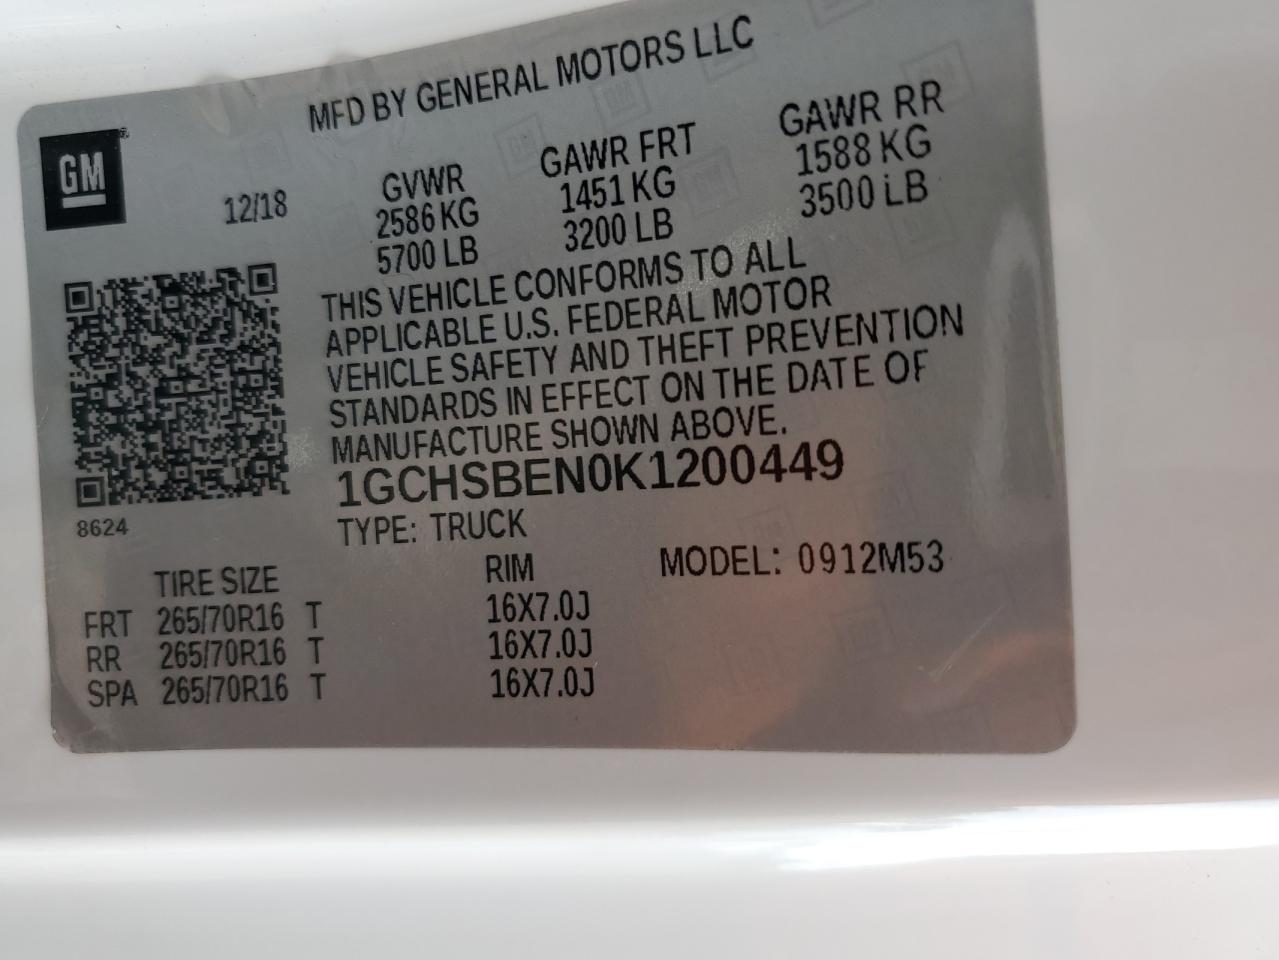 MFD BY GENERAL MOTORS LLC
GM
12/18
GVWR
2586 KG
5700 LB
GAWR FRT
1451 KG
3200 LB
GAWR RR
1588 KG
3500 LB
THIS VEHICLE CONFORMS TO ALL
APPLICABLE U.S. FEDERAL MOTOR
VEHICLE SAFETY AND THEFT PREVENTION
STANDARDS IN EFFECT ON THE DATE OF
MANUFACTURE SHOWN ABOVE.
1GCHSBEN0K1200449
8624
TYPE: TRUCK
MODEL: 0912M53
TIRE SIZE RIM
FRT 265/70R16 T 16X7.0J
RR 265/70R16 T 16X7.0J
SPA 265/70R16 T 16X7.0J